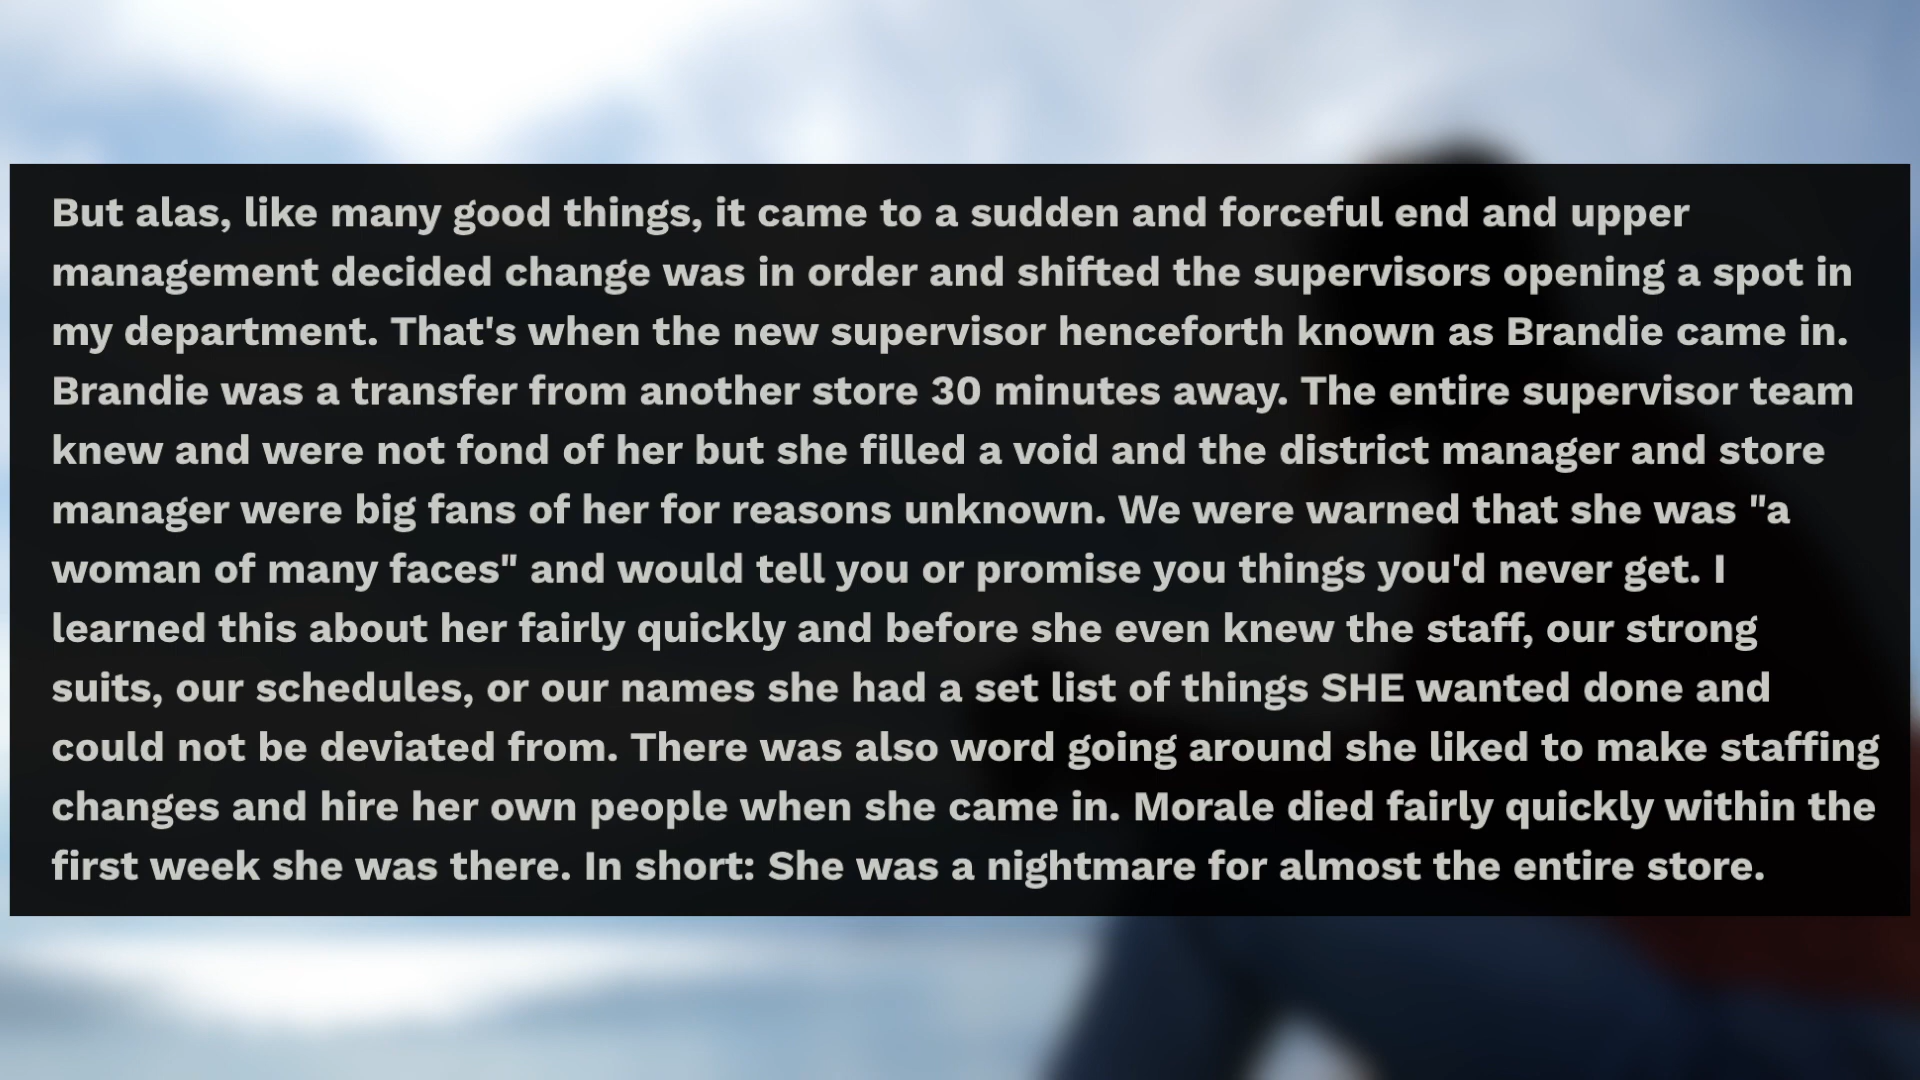 But alas, like many good things, it came to a sudden and forceful end and upper
management decided change was in order and shifted the supervisors opening a spot in
my department. That's when the new supervisor henceforth known as Brandie came in.
Brandie was a transfer from another store 30 minutes away. The entire supervisor team
knew and were not fond of her but she filled a void and the district manager and store
manager were big fans of her for reasons unknown. We were warned that she was "a
woman of many faces" and would tell you or promise you things you'd never get. I
learned this about her fairly quickly and before she even knew the staff, our strong
suits, our schedules, or our names she had a set list of things SHE wanted done and
could not be deviated from. There was also word going around she liked to make staffing
changes and hire her own people when she came in. Morale died fairly quickly within the
first week she was there. In short: She was a nightmare for almost the entire store.